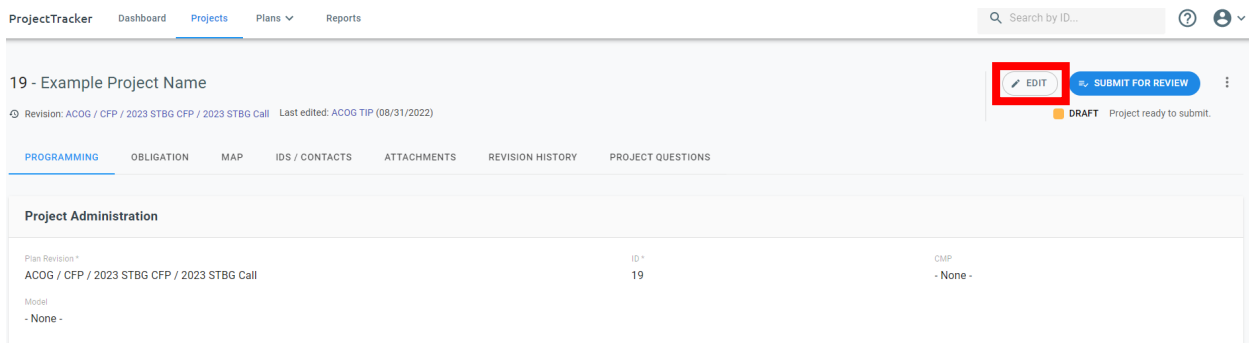 ProjectTracker Dashboard Projects Plans Reports Search by ID...
19 - Example Project Name EDIT SUBMIT FOR REVIEW
Revision: ACOG / CFP / 2023 STBG CFP / 2023 STBG Call Last edited: ACOG TIP (08/31/2022) DRAFT Project ready to submit.
PROGRAMMING OBLIGATION MAP IDS / CONTACTS ATTACHMENTS REVISION HISTORY PROJECT QUESTIONS
Project Administration
Plan Revision * ID * CMP
ACOG / CFP / 2023 STBG CFP / 2023 STBG Call 19 - None -
Model
- None -